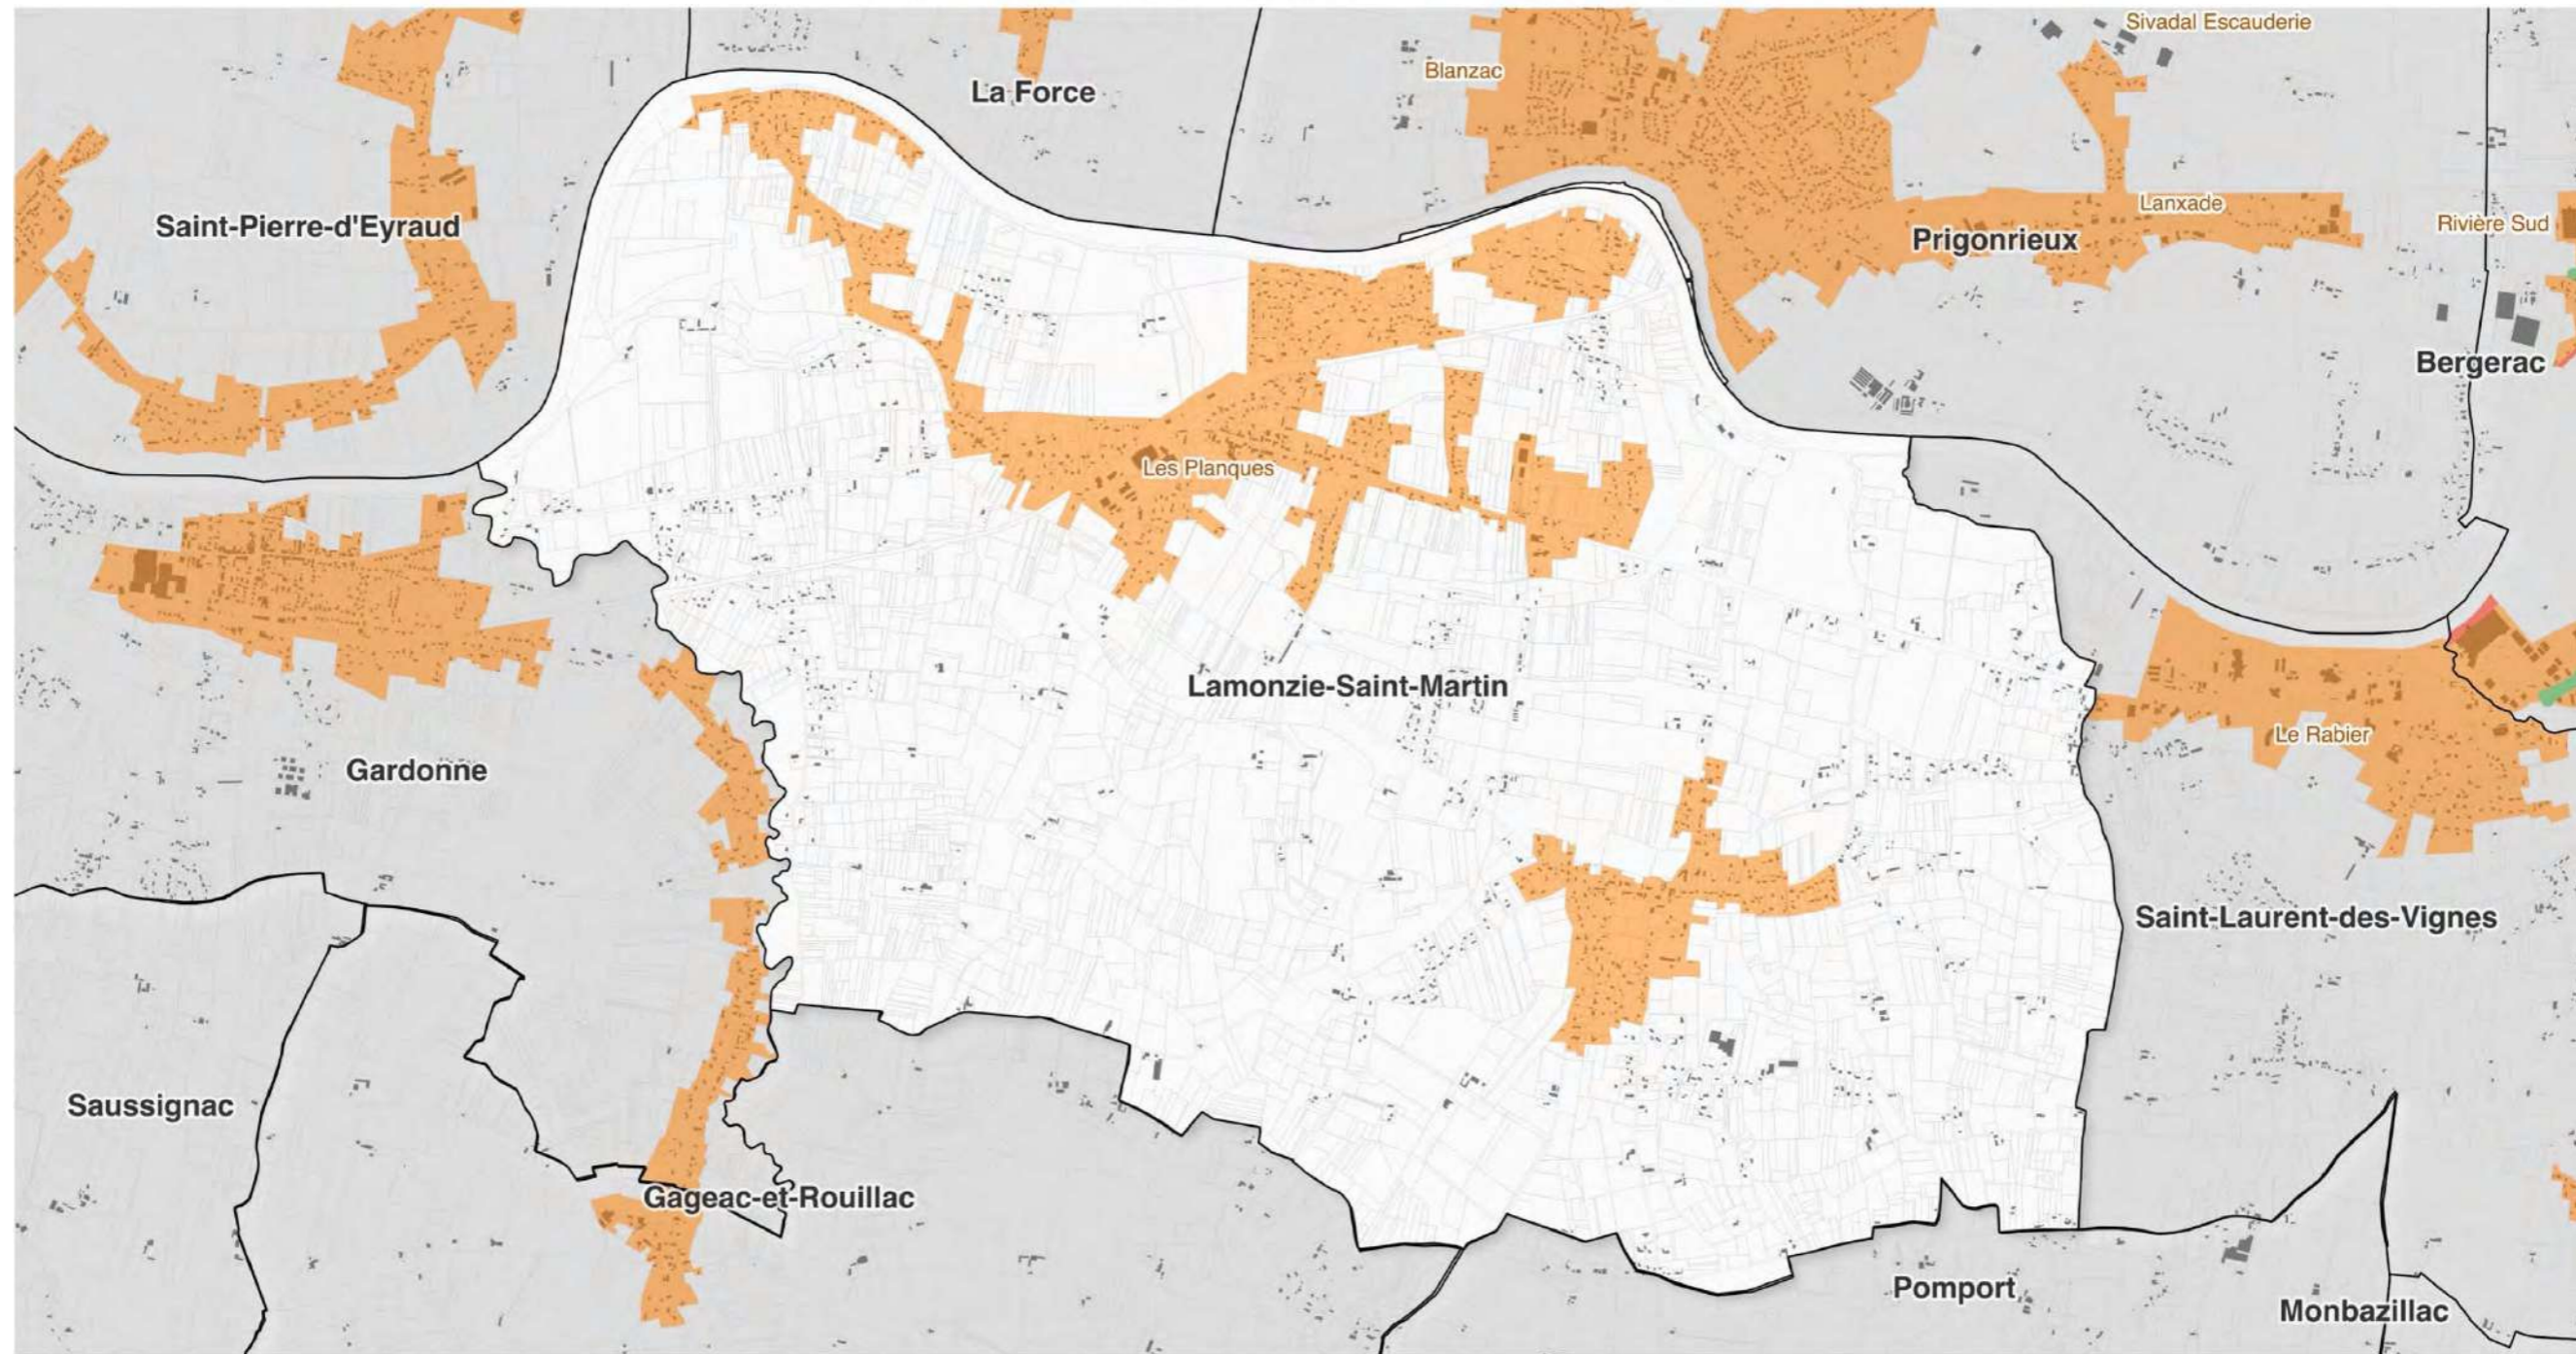 Sivadal Escauderie
Blanzac
La Force
Lanxade
Saint-Pierre-d'Eyraud
Rivière Sud
Prigonrieux
Bergerac
Les Planques
Lamonzie-Saint-Martin
Le Rabier
Gardonne
Saint-Laurent-des-Vignes
Saussignac
Gageac-et-Rouillac
Pomport
Monbazillac